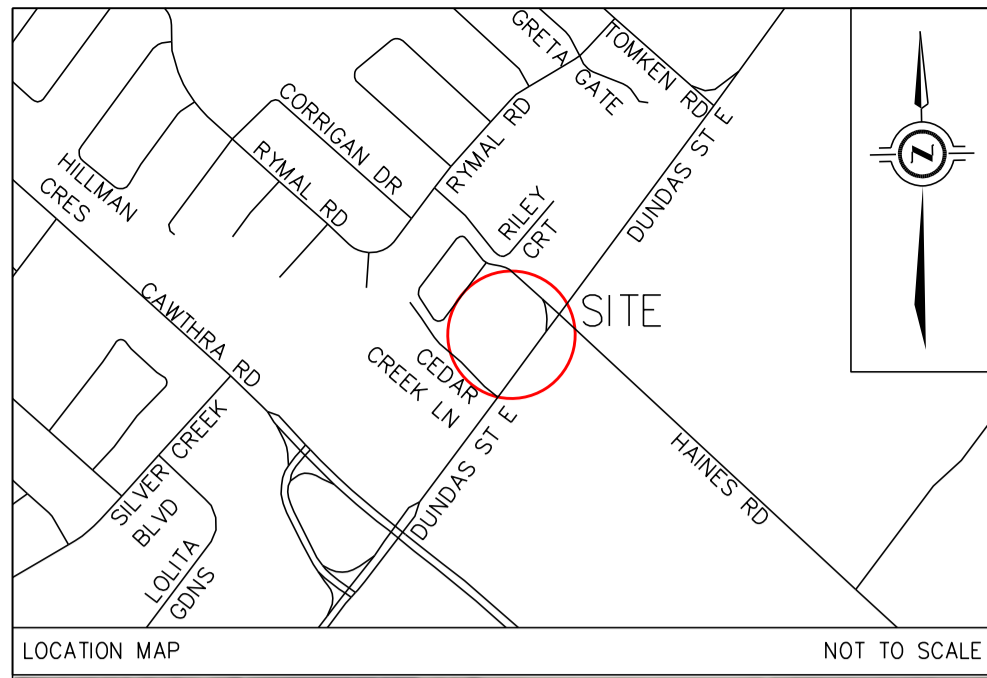 GRETA GATE
TOMKEN RD
CORRIGAN DR
RYMAL RD
RYMAL RD
DUNDAS ST E
HILLMAN
CRES
RILEY
CRT
CAWTHRA RD
SITE
CEDAR
CREEK LN
SILVER CREEK
BLVD
DUNDAS ST E
HAINES RD
LOLITA
GDNS
N
LOCATION MAP
NOT TO SCALE